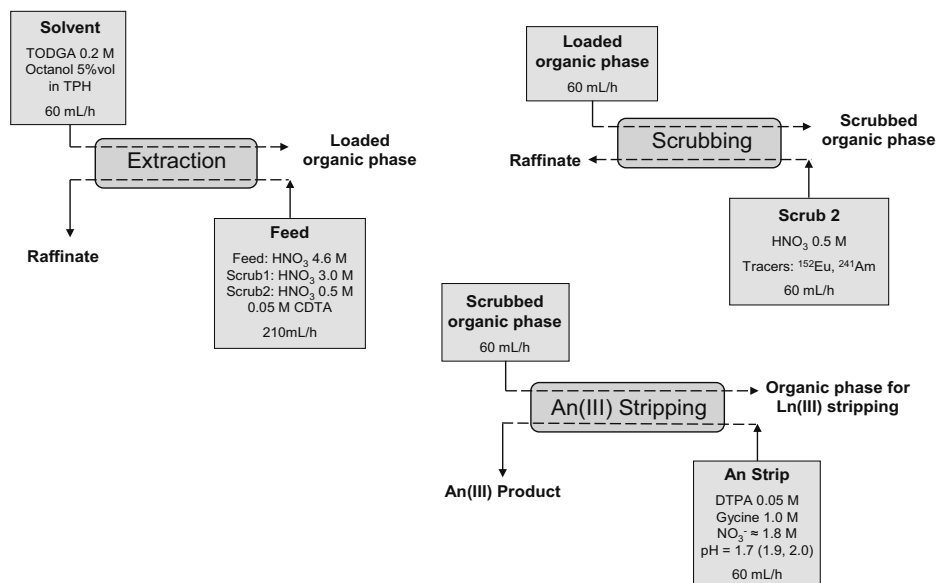 Solvent
TODGA 0.2 M
Octanol 5%vol
in TPH
60 mL/h
Extraction
Loaded
organic phase
Raffinate
Feed
Feed: HNO₃ 4.6 M
Scrub1: HNO₃ 3.0 M
Scrub2: HNO₃ 0.5 M
0.05 M CDTA
210mL/h
Loaded
organic phase
60 mL/h
Scrubbing
Scrubbed
organic phase
Raffinate
Scrub 2
HNO₃ 0.5 M
Tracers: ¹⁵²Eu, ²⁴¹Am
60 mL/h
Scrubbed
organic phase
60 mL/h
An(III) Stripping
Organic phase for
Ln(III) stripping
An(III) Product
An Strip
DTPA 0.05 M
Gycine 1.0 M
NO₃⁻ ≈ 1.8 M
pH = 1.7 (1.9, 2.0)
60 mL/h